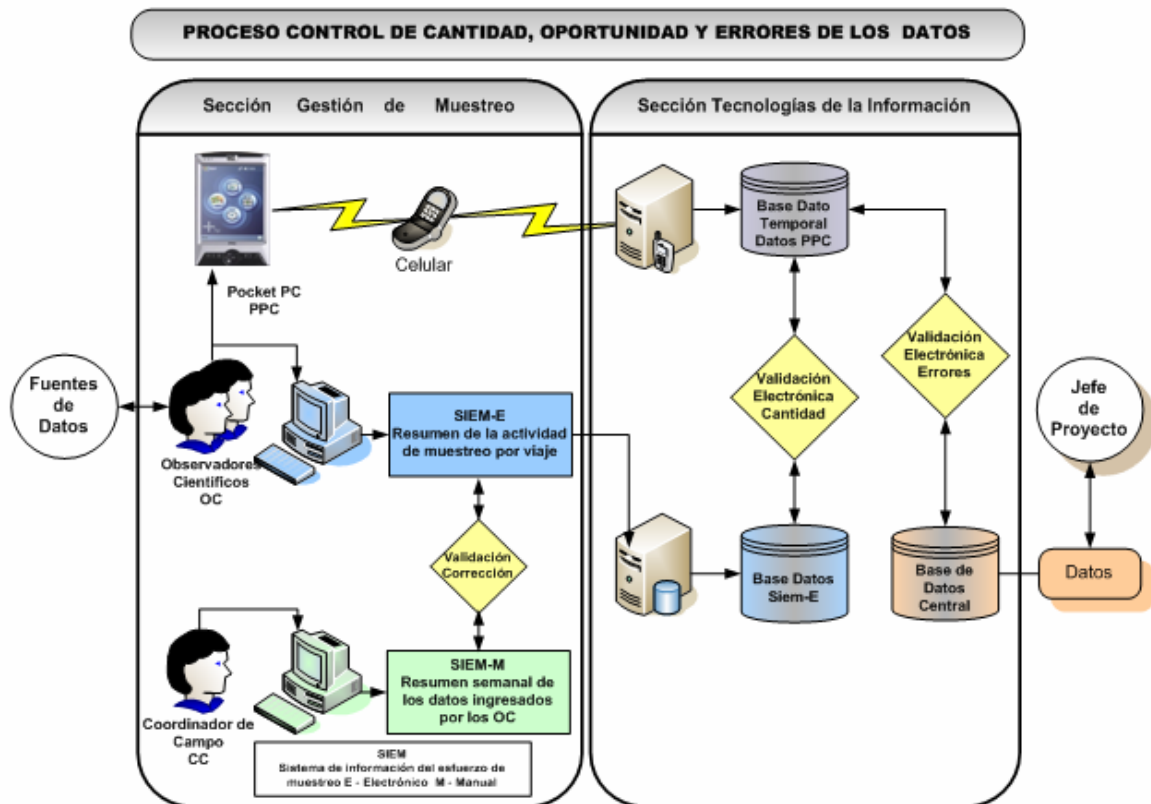 PROCESO CONTROL DE CANTIDAD, OPORTUNIDAD Y ERRORES DE LOS DATOS
Sección Gestión de Muestreo
Sección Tecnologías de la Información
Celular
Pocket PC
PPC
Base Dato
Temporal
Datos PPC
Validación
Electrónica
Errores
Validación
Electrónica
Cantidad
Fuentes
de
Datos
Jefe
de
Proyecto
Observadores
Científicos
OC
SIEM-E
Resumen de la actividad
de muestreo por viaje
Validación
Corrección
Base Datos
Siem-E
Base de
Datos
Central
Datos
Coordinador de
Campo
CC
SIEM-M
Resumen semanal de
los datos ingresados
por los OC
SIEM
Sistema de información del esfuerzo de
muestreo E - Electrónico M - Manual